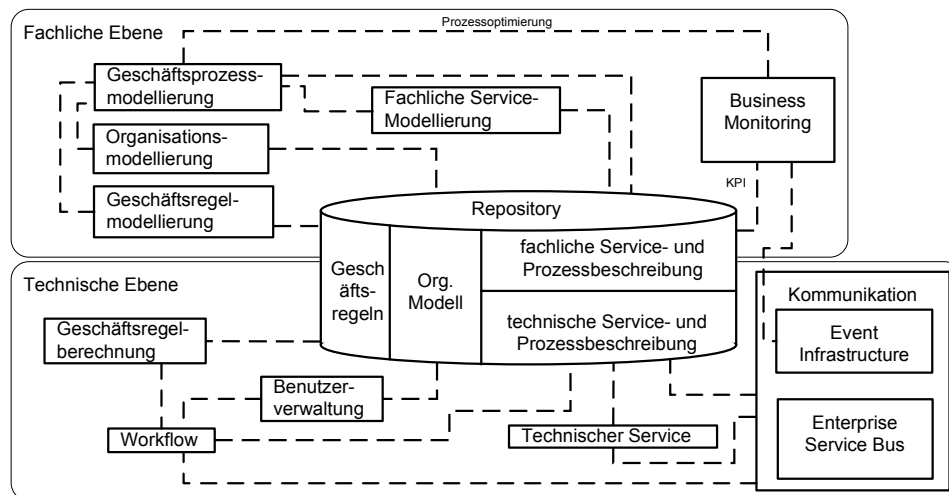 Prozessoptimierung
Fachliche Ebene
Geschäftsprozess-
modellierung
Fachliche Service-
Modellierung
Business
Monitoring
Organisations-
modellierung
Geschäftsregel-
modellierung
KPI
Repository
Gesch
äfts-
regeln
Org.
Modell
fachliche Service- und
Prozessbeschreibung
technische Service- und
Prozessbeschreibung
Technische Ebene
Geschäftsregel-
berechnung
Benutzer-
verwaltung
Workflow
Technischer Service
Kommunikation
Event
Infrastructure
Enterprise
Service Bus